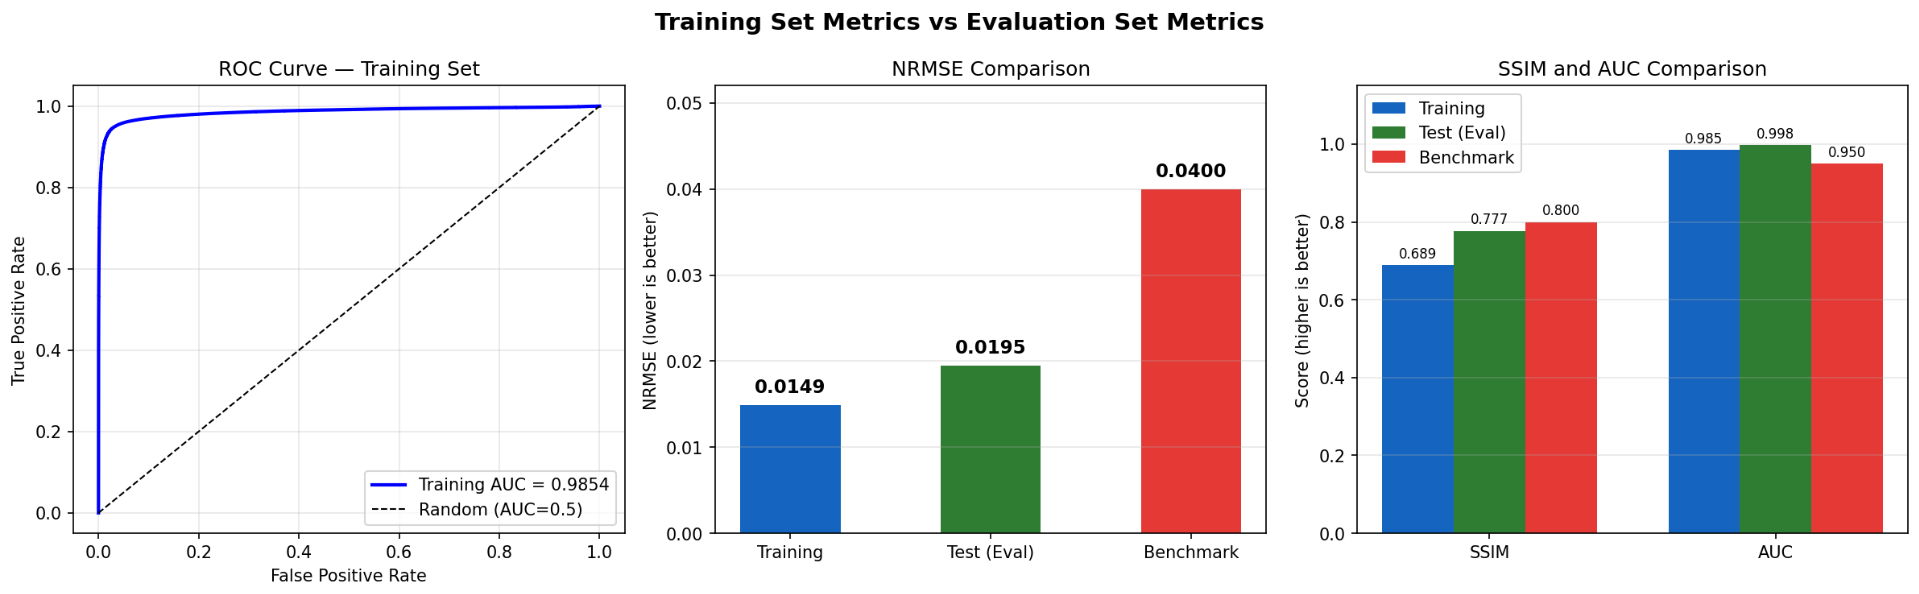 Training Set Metrics vs Evaluation Set Metrics
ROC Curve — Training Set
True Positive Rate
1.0
0.8
0.6
0.4
0.2
0.0
Training AUC = 0.9854
Random (AUC=0.5)
0.0 0.2 0.4 0.6 0.8 1.0
False Positive Rate
NRMSE Comparison
NRMSE (lower is better)
0.05
0.04
0.03
0.02
0.01
0.00
0.0149
0.0195
0.0400
Training Test (Eval) Benchmark
SSIM and AUC Comparison
Score (higher is better)
1.0
0.8
0.6
0.4
0.2
0.0
Training
Test (Eval)
Benchmark
0.689
0.777
0.800
0.985
0.998
0.950
SSIM AUC